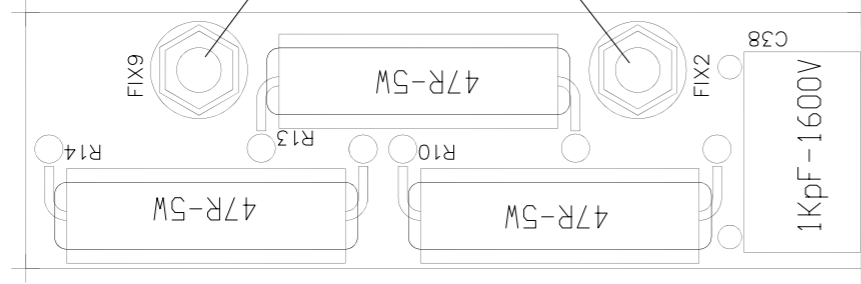 C38
FIX9
47R-5W
FIX2
1KpF-1600V
R13
R14
R10
47R-5W
47R-5W